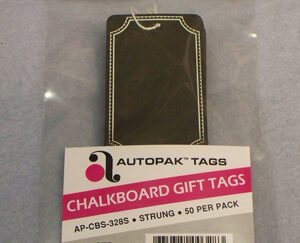 a AUTOPAK™ TAGS
CHALKBOARD GIFT TAGS
AP-CBS-328S • STRUNG • 50 PER PACK